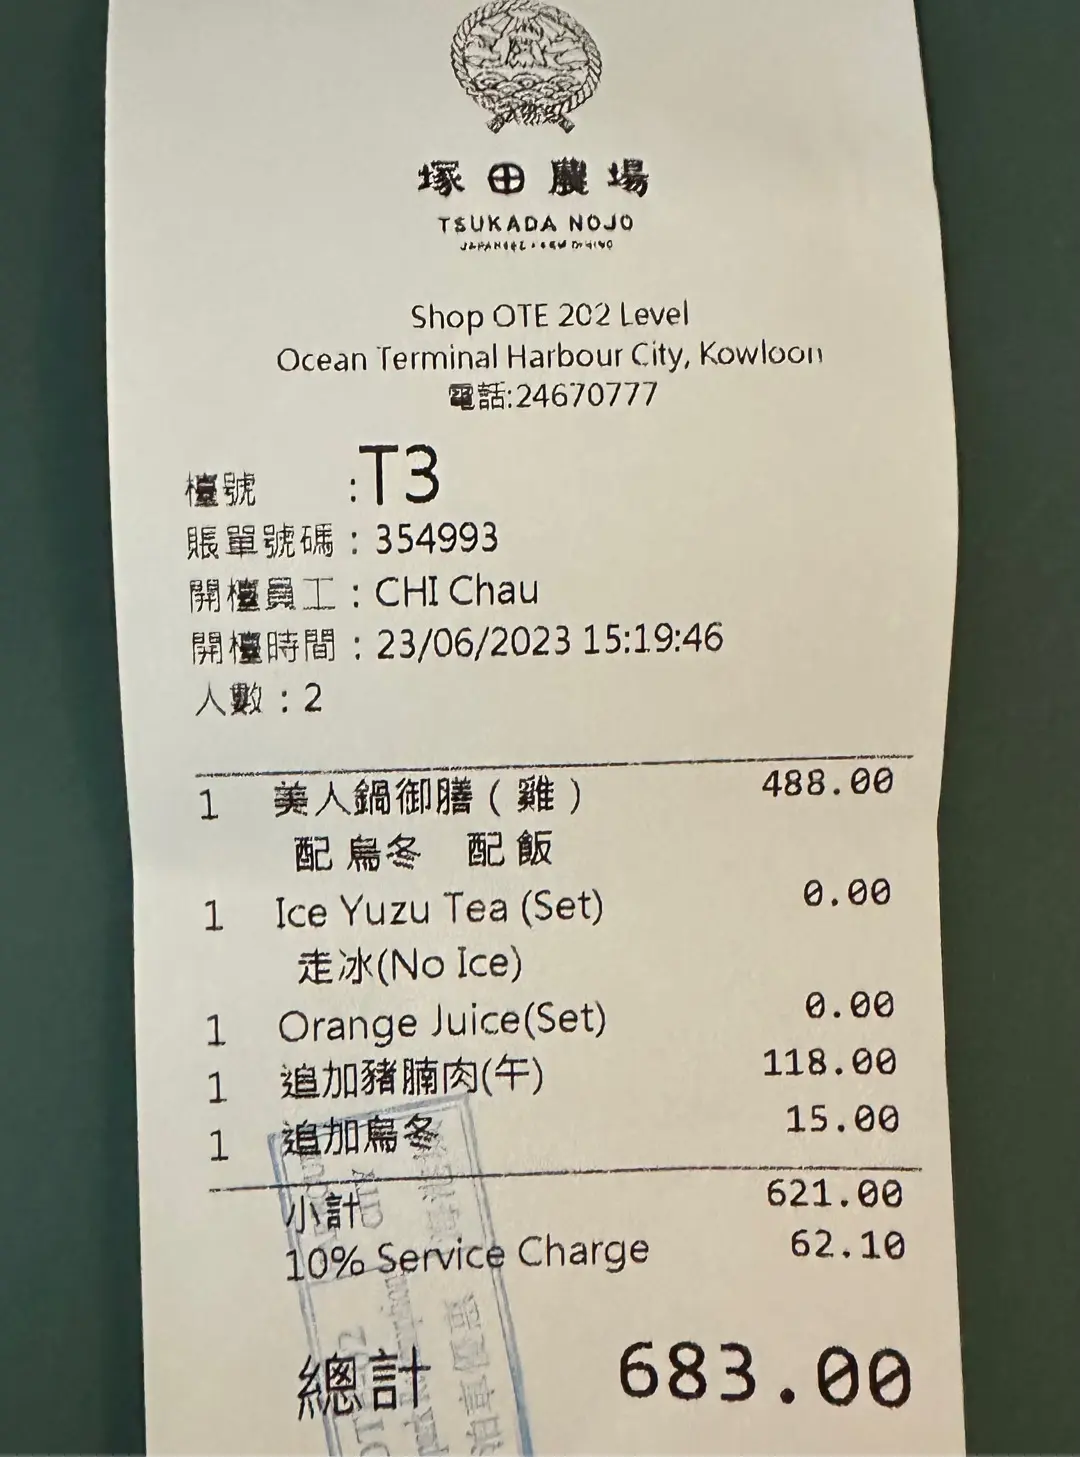 塚田農場
TSUKADA NOJO
Shop OTE 202 Level
Ocean Terminal Harbour City, Kowloon
電話:24670777
檯號 :T3
賬單號碼 : 354993
開檯員工 : CHI Chau
開檯時間 : 23/06/2023 15:19:46
人數 : 2
1 美人鍋御膳 ( 雞 ) 488.00
配 烏冬 配 飯
1 Ice Yuzu Tea (Set) 0.00
走冰(No Ice)
1 Orange Juice(Set) 0.00
1 追加豬腩肉(午) 118.00
1 追加烏冬 15.00
小計 621.00
10% Service Charge 62.10
總計 683.00
CITY
泊車優惠